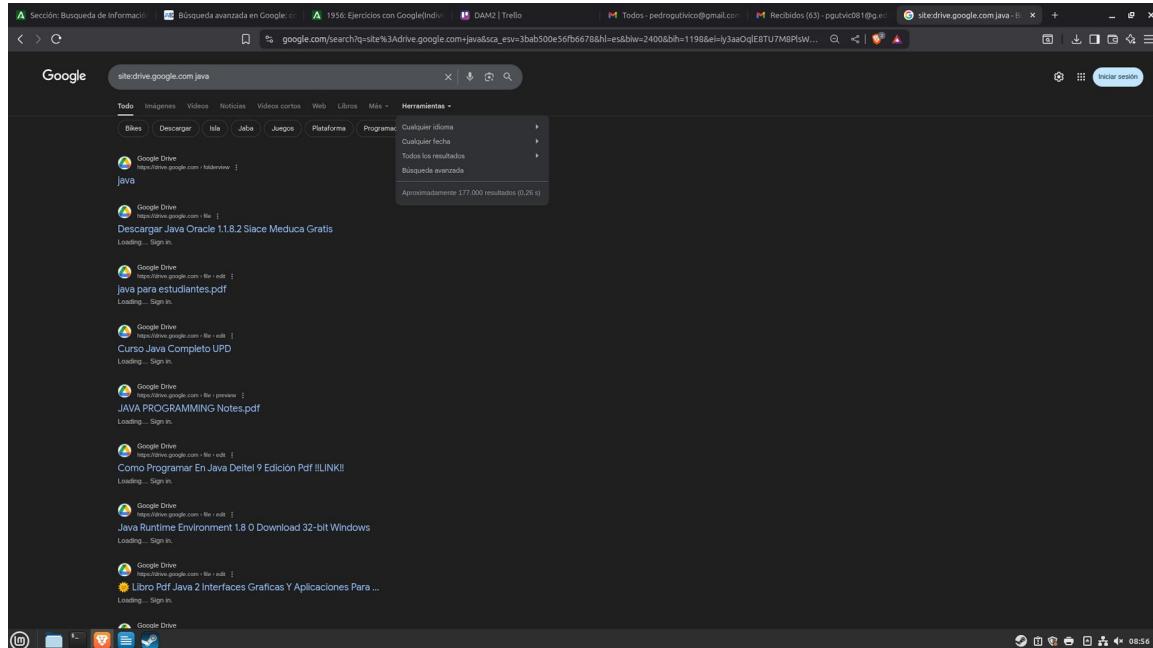 Sección: Busqueda de Informació
Búsqueda avanzada en Google: co
1956: Ejercicios con Google(Indiv
DAM2 | Trello
Todos - pedrogutivico@gmail.com
Recibidos (63) - pgutvic081@g.ed
site:drive.google.com java - B
google.com/search?q=site%3Adrive.google.com+java&sca_esv=3bab500e56fb6678&hl=es&biw=2400&bih=1198&ei=iy3aaOqlE8TU7M8PlsW...
Google
site:drive.google.com java
Iniciar sesión
Todo Imágenes Vídeos Noticias Vídeos cortos Web Libros Más Herramientas
Bikes Descargar Isla Jaba Juegos Plataforma Programac
Cualquier idioma
Cualquier fecha
Todos los resultados
Búsqueda avanzada
Aproximadamente 177.000 resultados (0,26 s)
Google Drive
https://drive.google.com › folderview
java
Google Drive
https://drive.google.com › file
Descargar Java Oracle 1.1.8.2 Siace Meduca Gratis
Loading… Sign in.
Google Drive
https://drive.google.com › file › edit
java para estudiantes.pdf
Loading… Sign in.
Google Drive
https://drive.google.com › file › edit
Curso Java Completo UPD
Loading… Sign in.
Google Drive
https://drive.google.com › file › preview
JAVA PROGRAMMING Notes.pdf
Loading… Sign in.
Google Drive
https://drive.google.com › file › edit
Como Programar En Java Deitel 9 Edición Pdf !!LINK!!
Loading… Sign in.
Google Drive
https://drive.google.com › file › edit
Java Runtime Environment 1.8 0 Download 32-bit Windows
Loading… Sign in.
Google Drive
https://drive.google.com › file › edit
Libro Pdf Java 2 Interfaces Graficas Y Aplicaciones Para ...
Loading… Sign in.
Google Drive
08:56